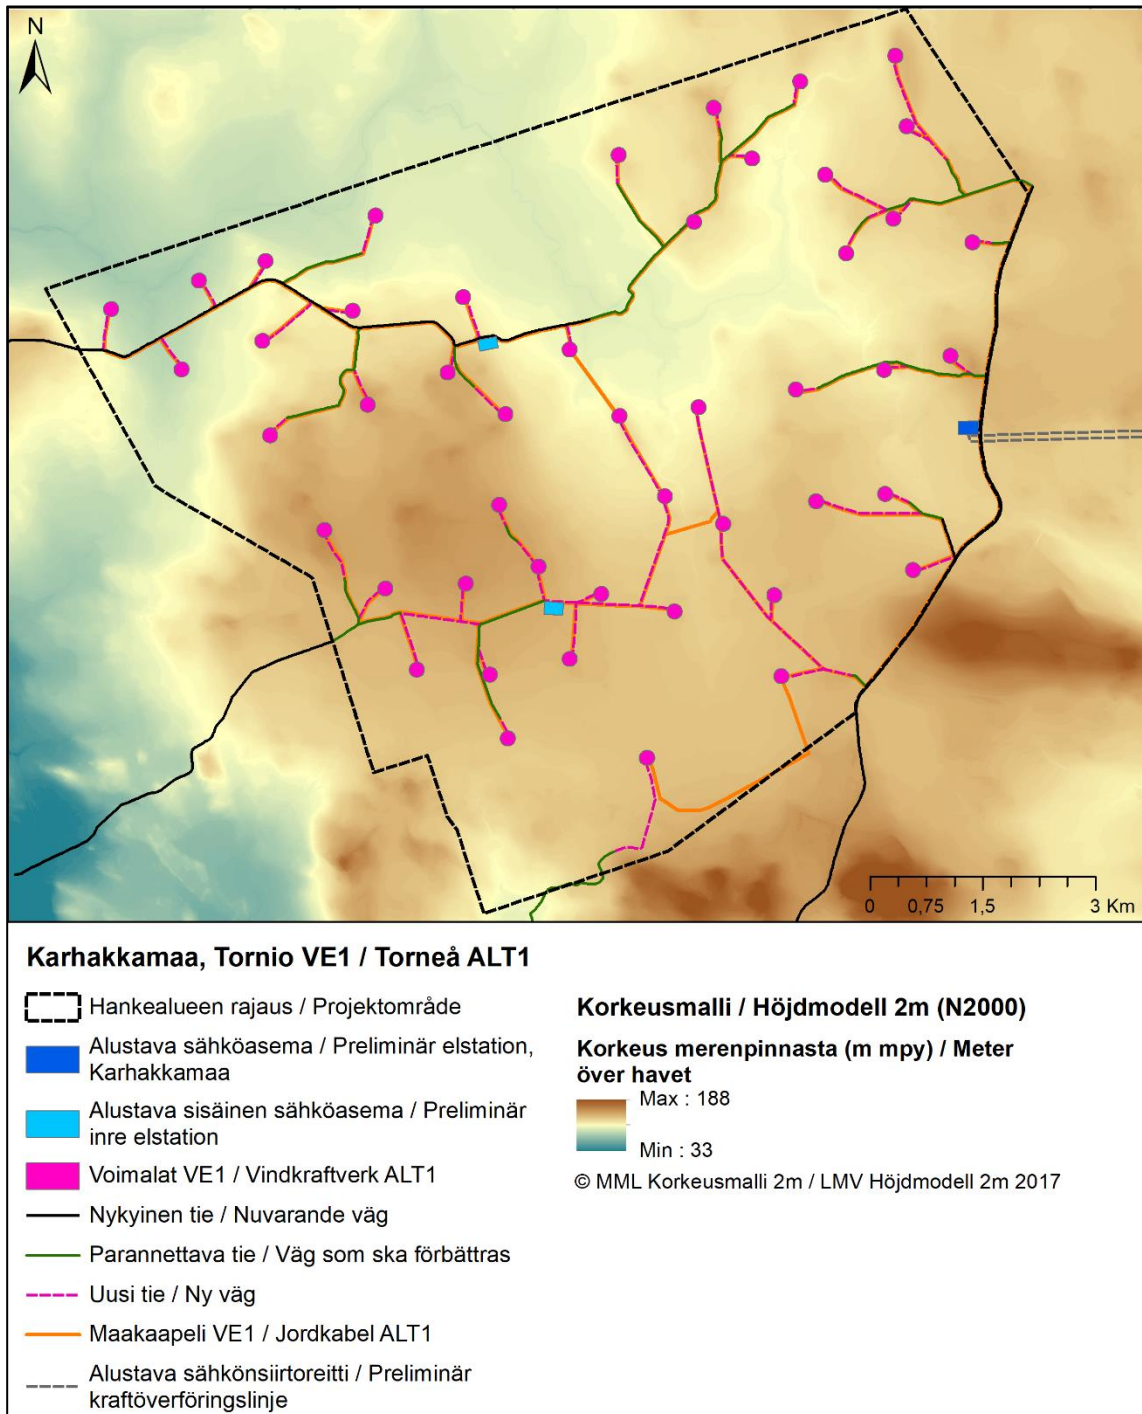 N
0 0,75 1,5 3 Km
Karhakkamaa, Tornio VE1 / Torneå ALT1
Hankealueen rajaus / Projektområde
Alustava sähköasema / Preliminär elstation,
Karhakkamaa
Alustava sisäinen sähköasema / Preliminär
inre elstation
Voimalat VE1 / Vindkraftverk ALT1
Nykyinen tie / Nuvarande väg
Parannettava tie / Väg som ska förbättras
Uusi tie / Ny väg
Maakaapeli VE1 / Jordkabel ALT1
Alustava sähkönsiirtoreitti / Preliminär
kraftöverföringslinje
Korkeusmalli / Höjdmodell 2m (N2000)
Korkeus merenpinnasta (m mpy) / Meter
över havet
Max : 188
Min : 33
© MML Korkeusmalli 2m / LMV Höjdmodell 2m 2017